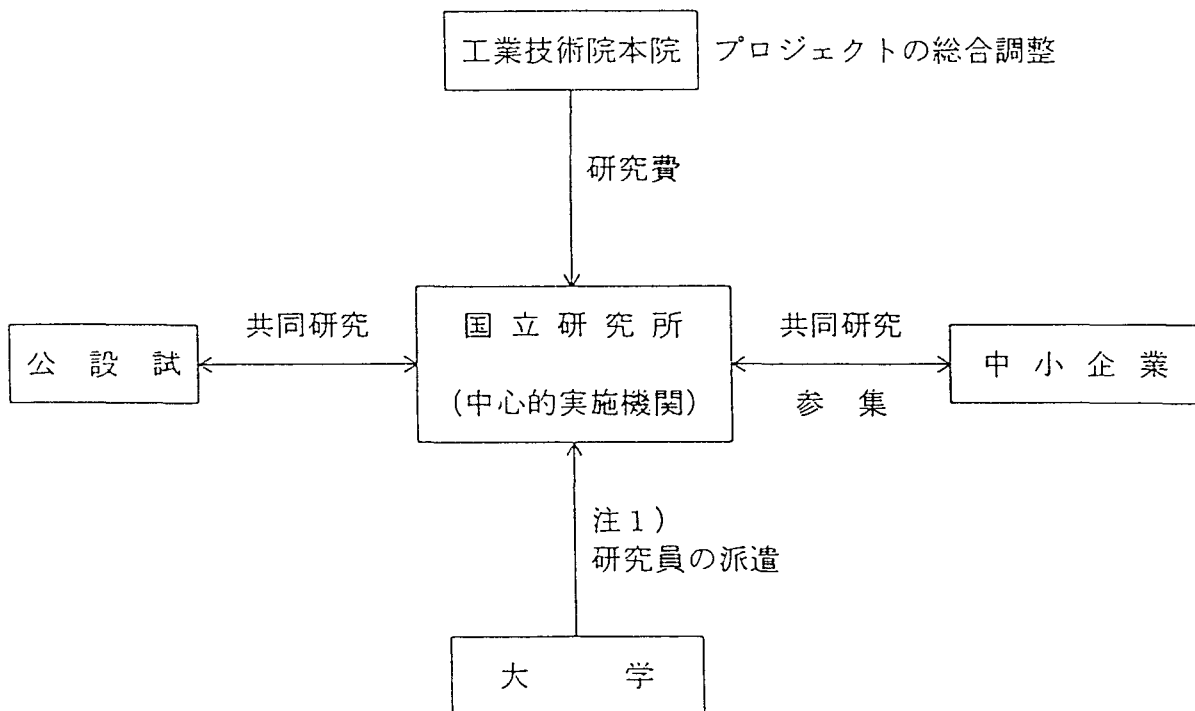 工業技術院本院 プロジェクトの総合調整
研究費
共同研究 国立研究所 共同研究
公設試 中小企業
(中心的実施機関) 参集
注1)
研究員の派遣
大学